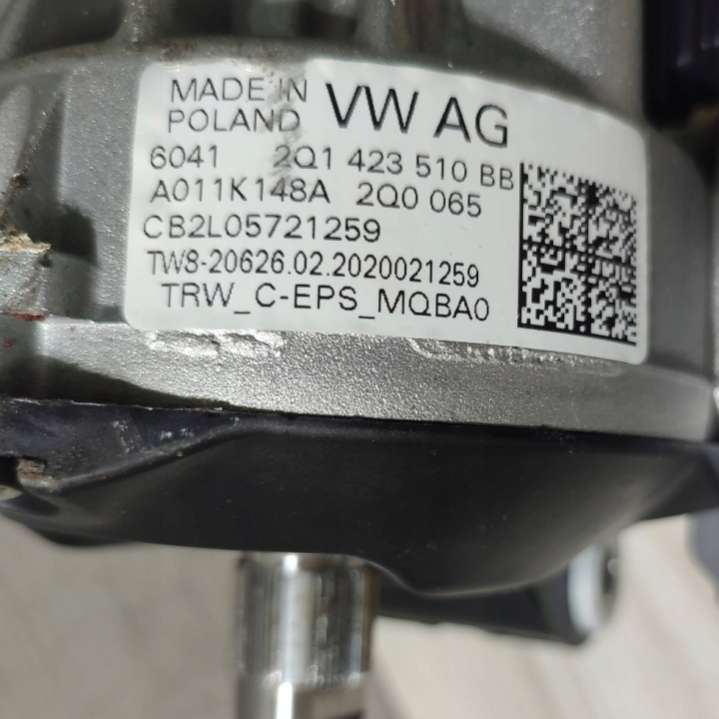 MADE IN VW AG
POLAND
6041 2Q1 423 510 BB
A011K148A 2Q0 065
CB2L05721259
TW8-20626.02.2020021259
TRW_C-EPS_MQBA0